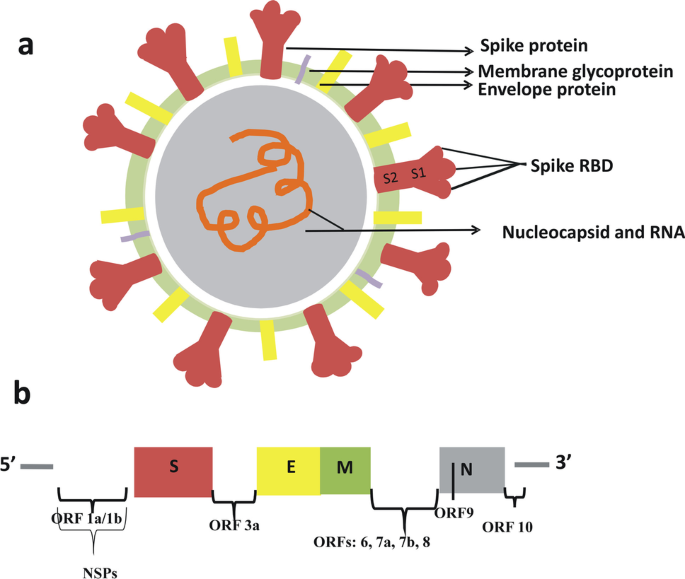 a
Spike protein
Membrane glycoprotein
Envelope protein
S2 S1
Spike RBD
Nucleocapsid and RNA
b
5’
S
E
M
N
3’
ORF 1a/1b
ORF 3a
ORFs: 6, 7a, 7b, 8
ORF9
ORF 10
NSPs